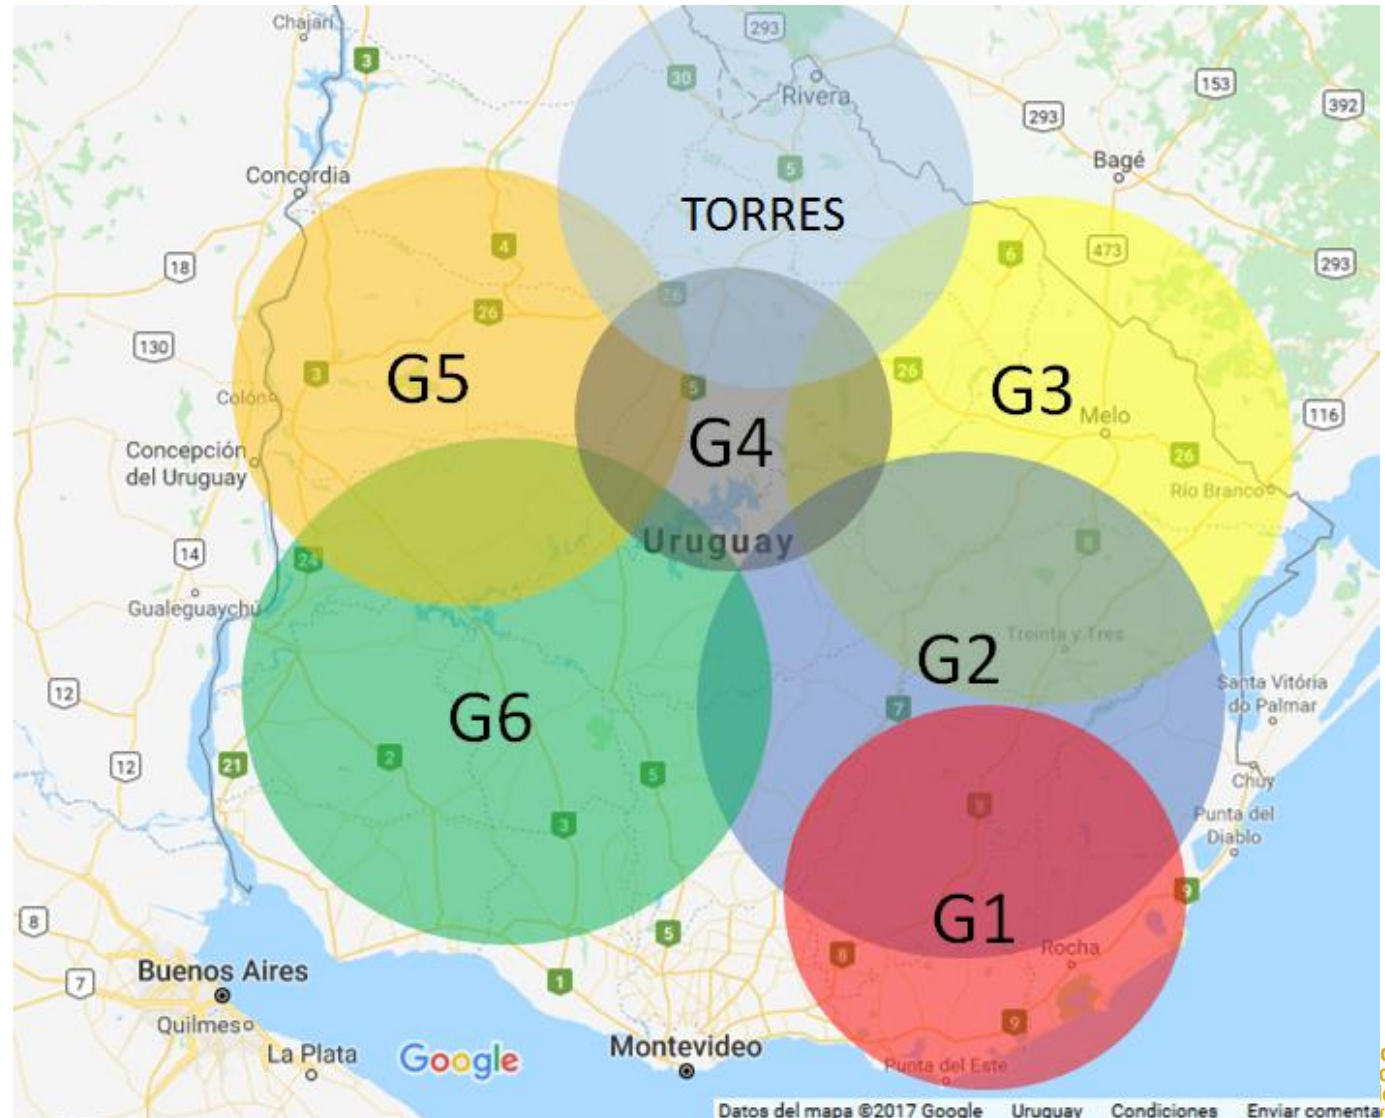 Chajarí
3
293
30
Rivera
153
392
293
5
Bagé
Concordia
TORRES
4
6
473
18
293
26
26
130
3
G5
5
26
G3
Colón
Melo
116
G4
Concepción
del Uruguay
26
Río Branco
Uruguay
14
24
8
Gualeguaychú
Treinta y Tres
G2
12
Santa Vitória
do Palmar
7
G6
2
12
21
5
Chuy
8
3
Punta del
Diablo
9
8
G1
5
8
Rocha
Buenos Aires
7
1
Quilmes
9
La Plata
Google
Montevideo
Punta del Este
Datos del mapa ©2017 Google Uruguay Condiciones Enviar comenta